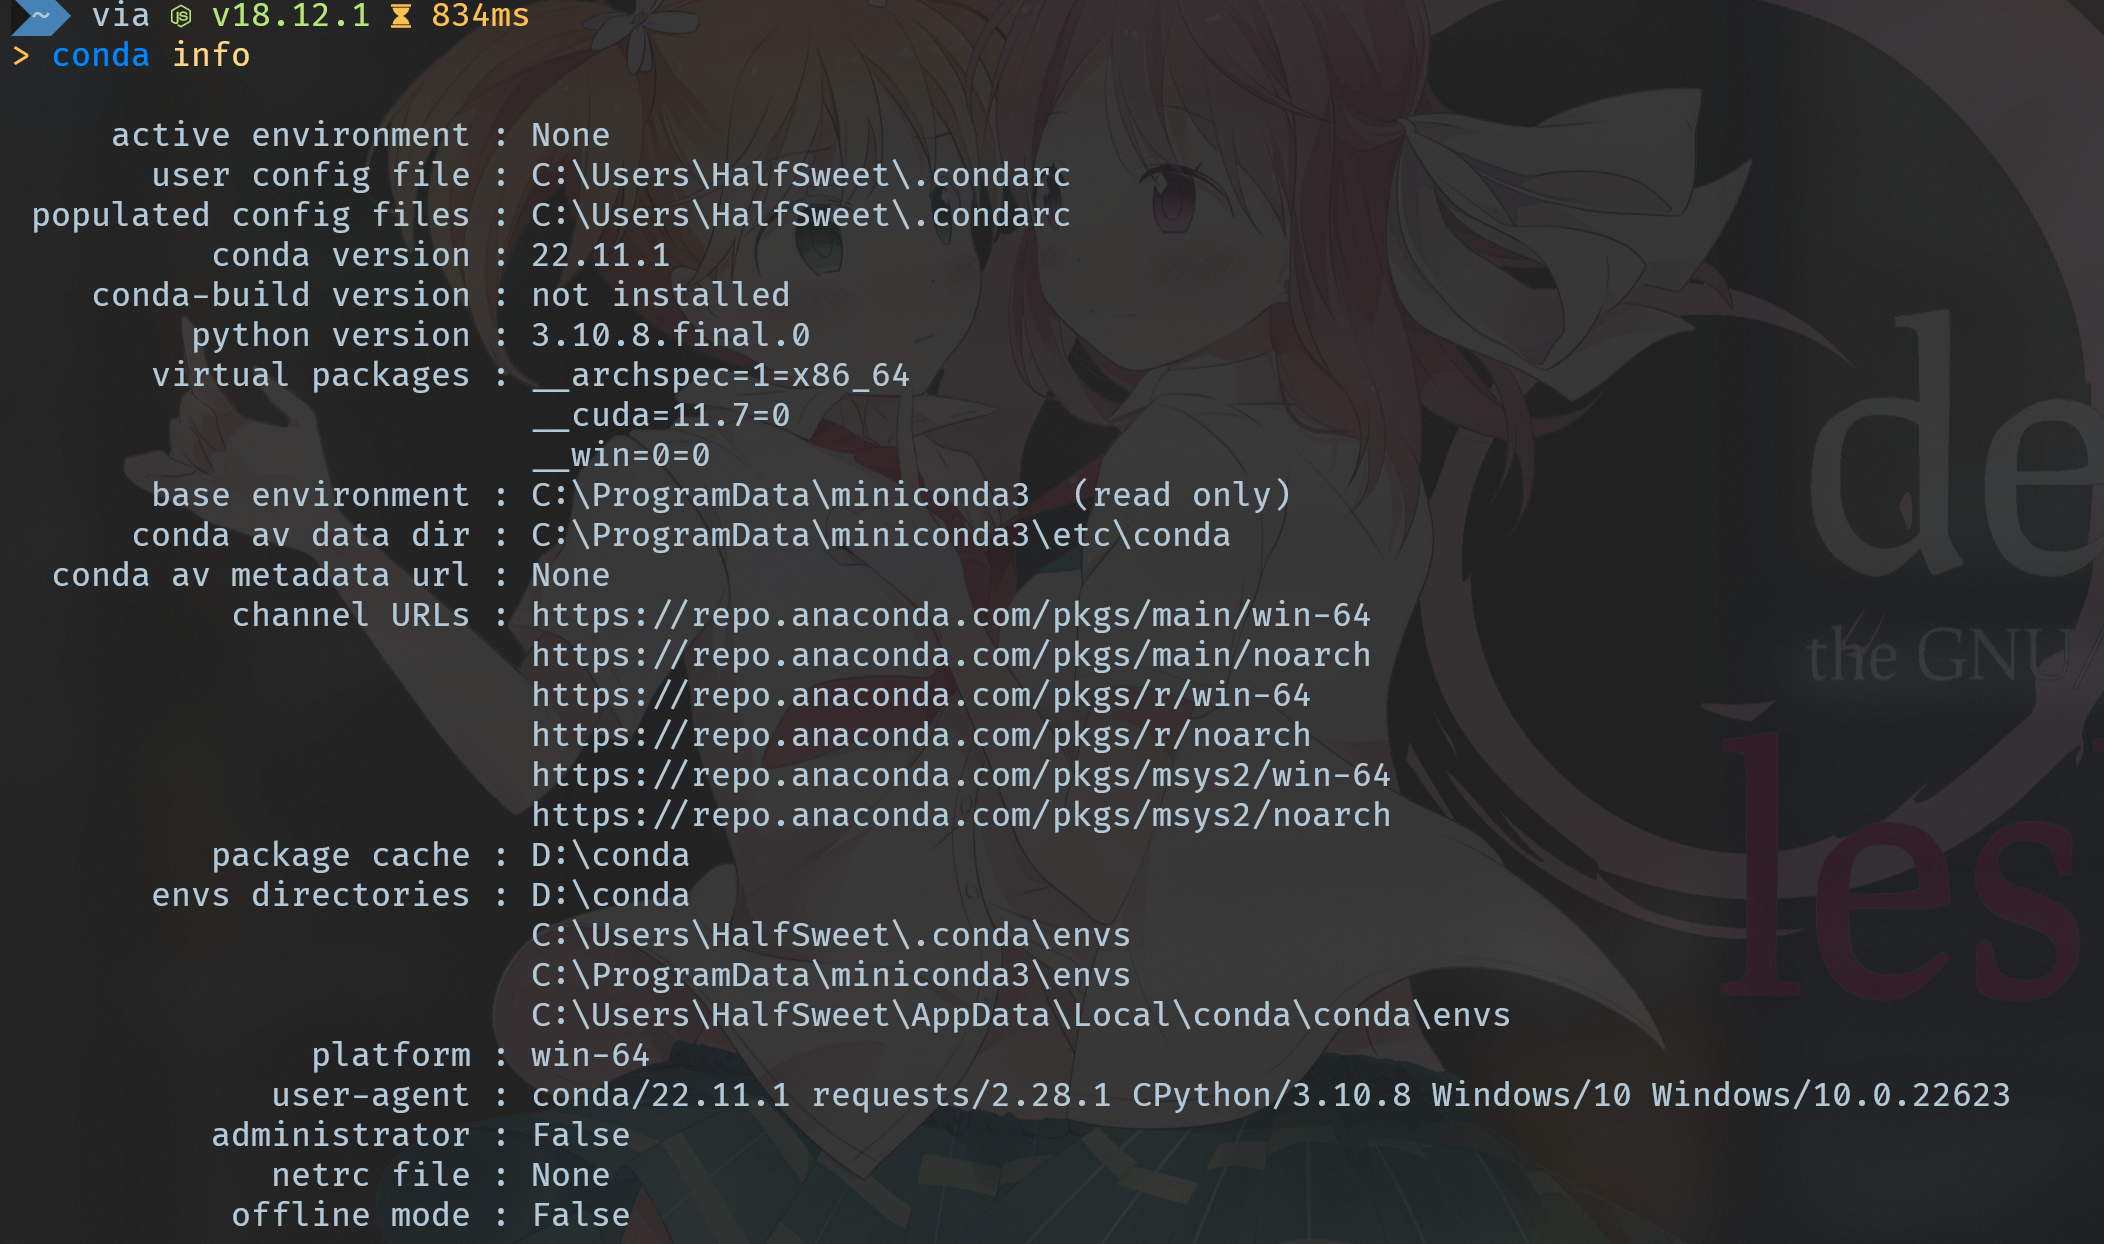 ~ via v18.12.1 834ms
> conda info
active environment : None
user config file : C:\Users\HalfSweet\.condarc
populated config files : C:\Users\HalfSweet\.condarc
conda version : 22.11.1
conda-build version : not installed
python version : 3.10.8.final.0
virtual packages : __archspec=1=x86_64
__cuda=11.7=0
__win=0=0
base environment : C:\ProgramData\miniconda3  (read only)
conda av data dir : C:\ProgramData\miniconda3\etc\conda
conda av metadata url : None
channel URLs : https://repo.anaconda.com/pkgs/main/win-64
https://repo.anaconda.com/pkgs/main/noarch
https://repo.anaconda.com/pkgs/r/win-64
https://repo.anaconda.com/pkgs/r/noarch
https://repo.anaconda.com/pkgs/msys2/win-64
https://repo.anaconda.com/pkgs/msys2/noarch
package cache : D:\conda
envs directories : D:\conda
C:\Users\HalfSweet\.conda\envs
C:\ProgramData\miniconda3\envs
C:\Users\HalfSweet\AppData\Local\conda\conda\envs
platform : win-64
user-agent : conda/22.11.1 requests/2.28.1 CPython/3.10.8 Windows/10 Windows/10.0.22623
administrator : False
netrc file : None
offline mode : False
de
the GNU/
les